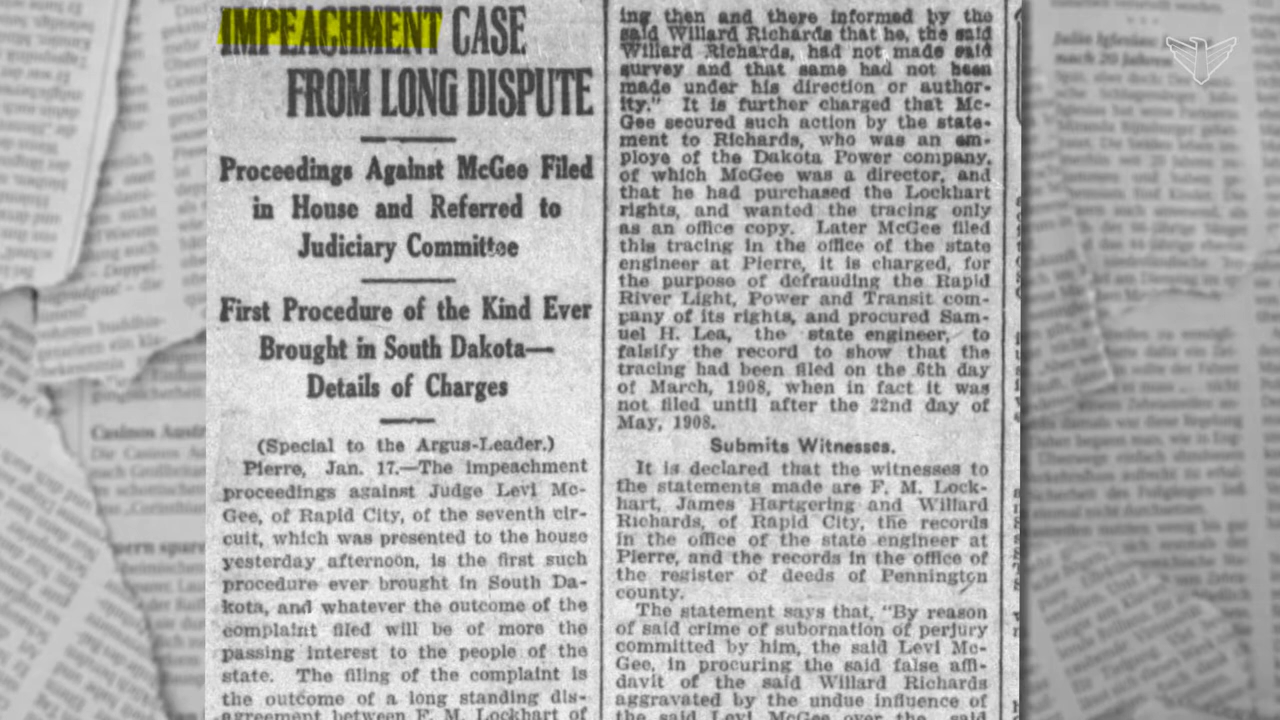 IMPEACHMENT CASE
FROM LONG DISPUTE
Proceedings Against McGee Filed
in House and Referred to
Judiciary Committee
First Procedure of the Kind Ever
Brought in South Dakota—
Details of Charges
(Special to the Argus-Leader.)
Pierre, Jan. 17.—The impeachment
proceedings against Judge Levi Mc-
Gee, of Rapid City, of the seventh cir-
cuit, which was presented to the house
yesterday afternoon, is the first such
procedure ever brought in South Da-
kota, and whatever the outcome of the
complaint filed will be of more the
passing interest to the people of the
state. The filing of the complaint is
the outcome of a long standing dis-
agreement between F. M. Lockhart of
ing then and there informed by the
said Willard Richards that he, the said
Willard Richards, had not made said
survey and that same had not been
made under his direction or author-
ity." It is further charged that Mc-
Gee secured such action by the state-
ment to Richards, who was an em-
ploye of the Dakota Power company,
of which McGee was a director, and
that he had purchased the Lockhart
rights, and wanted the tracing only
as an office copy. Later McGee filed
this tracing in the office of the state
engineer at Pierre, it is charged, for
the purpose of defrauding the Rapid
River Light, Power and Transit com-
pany of its rights, and procured Sam-
uel H. Lea, the state engineer, to
falsify the record to show that the
tracing had been filed on the 6th day
of March, 1908, when in fact it was
not filed until after the 22nd day of
May, 1908.
Submits Witnesses.
It is declared that the witnesses to
the statements made are F. M. Lock-
hart, James Hartgering and Willard
Richards, of Rapid City, the records
in the office of the state engineer at
Pierre, and the records in the office of
the register of deeds of Pennington
county.
The statement says that, "By reason
of said crime of subornation of perjury
committed by him, the said Levi Mc-
Gee, in procuring the said false affi-
davit of the said Willard Richards
aggravated by the undue influence of
the said Levi McGee over the said